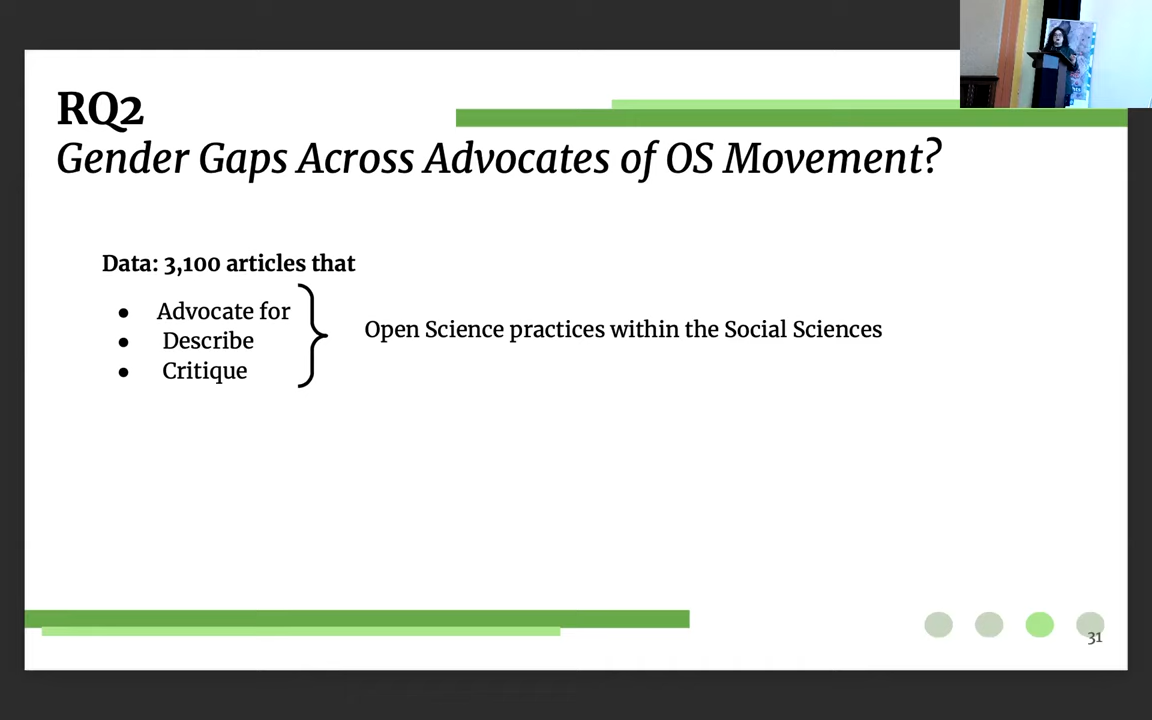 RQ2
Gender Gaps Across Advocates of OS Movement?
Data: 3,100 articles that
● Advocate for
● Describe
● Critique
Open Science practices within the Social Sciences
31